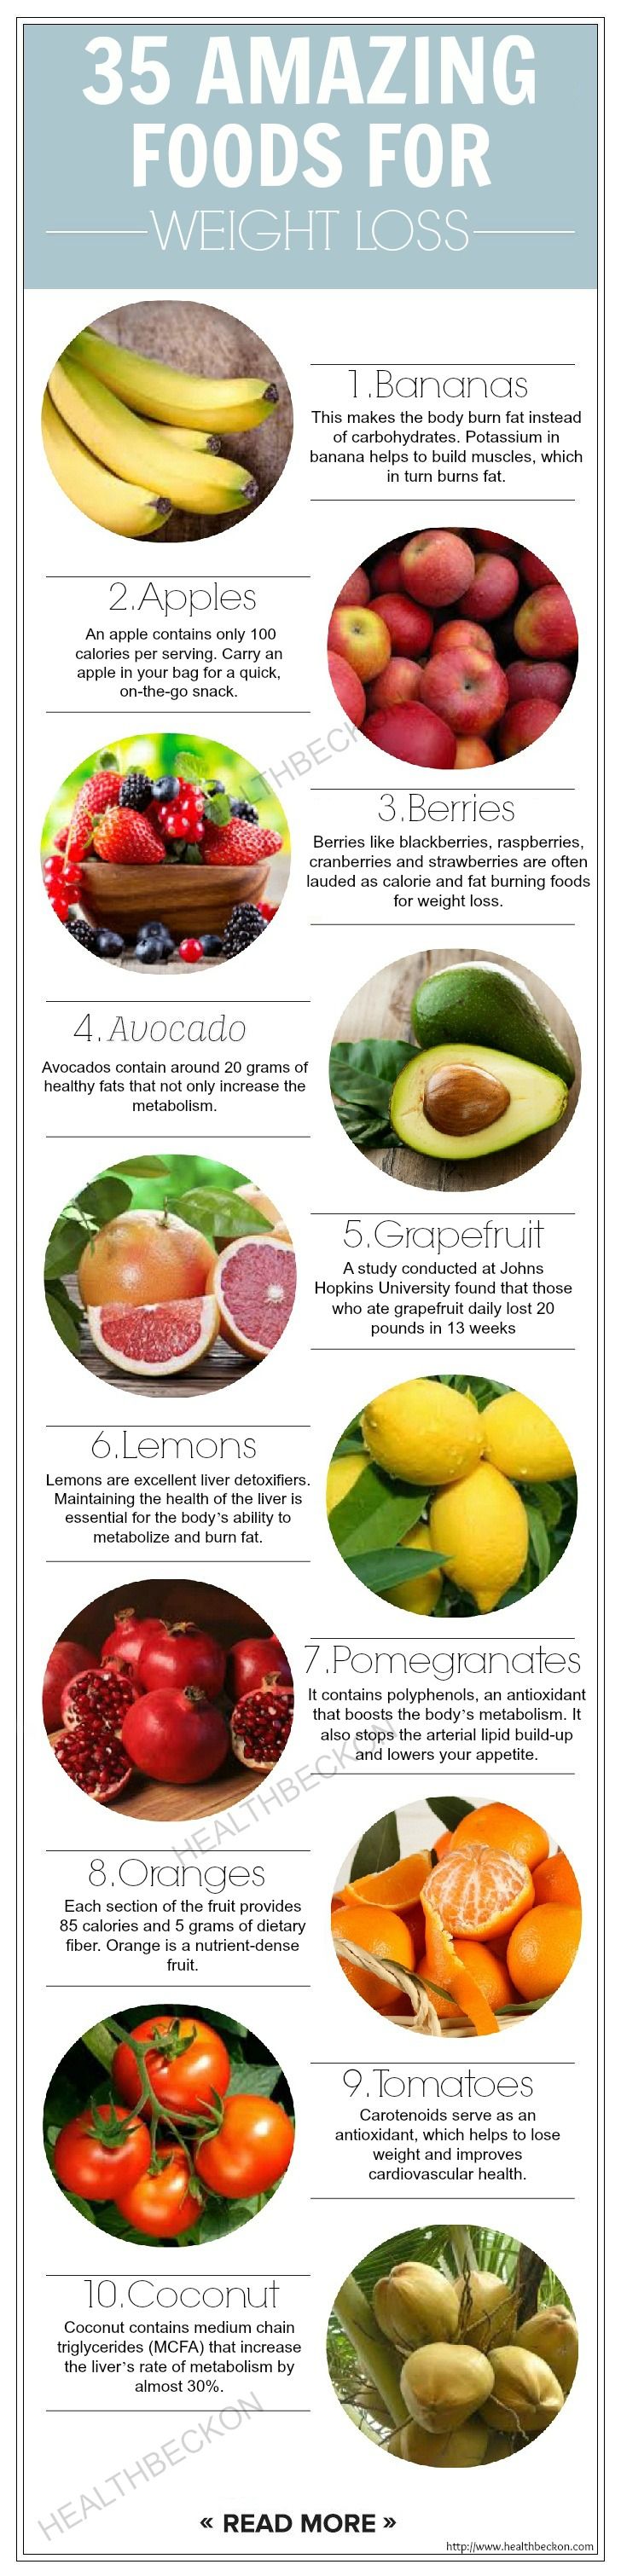 35 AMAZING
FOODS FOR
WEIGHT LOSS
1.Bananas
This makes the body burn fat instead
of carbohydrates. Potassium in
banana helps to build muscles, which
in turn burns fat.
2.Apples
An apple contains only 100
calories per serving. Carry an
apple in your bag for a quick,
on-the-go snack.
3.Berries
Berries like blackberries, raspberries,
cranberries and strawberries are often
lauded as calorie and fat burning foods
for weight loss.
4.Avocado
Avocados contain around 20 grams of
healthy fats that not only increase the
metabolism.
5.Grapefruit
A study conducted at Johns
Hopkins University found that those
who ate grapefruit daily lost 20
pounds in 13 weeks
6.Lemons
Lemons are excellent liver detoxifiers.
Maintaining the health of the liver is
essential for the body's ability to
metabolize and burn fat.
7.Pomegranates
It contains polyphenols, an antioxidant
that boosts the body's metabolism. It
also stops the arterial lipid build-up
and lowers your appetite.
HEALTHBECKON
8.Oranges
Each section of the fruit provides
85 calories and 5 grams of dietary
fiber. Orange is a nutrient-dense
fruit.
9.Tomatoes
Carotenoids serve as an
antioxidant, which helps to lose
weight and improves
cardiovascular health.
10.Coconut
Coconut contains medium chain
triglycerides (MCFA) that increase
the liver's rate of metabolism by
almost 30%.
HEALTHBECKON
« READ MORE »
http://www.healthbeckon.com